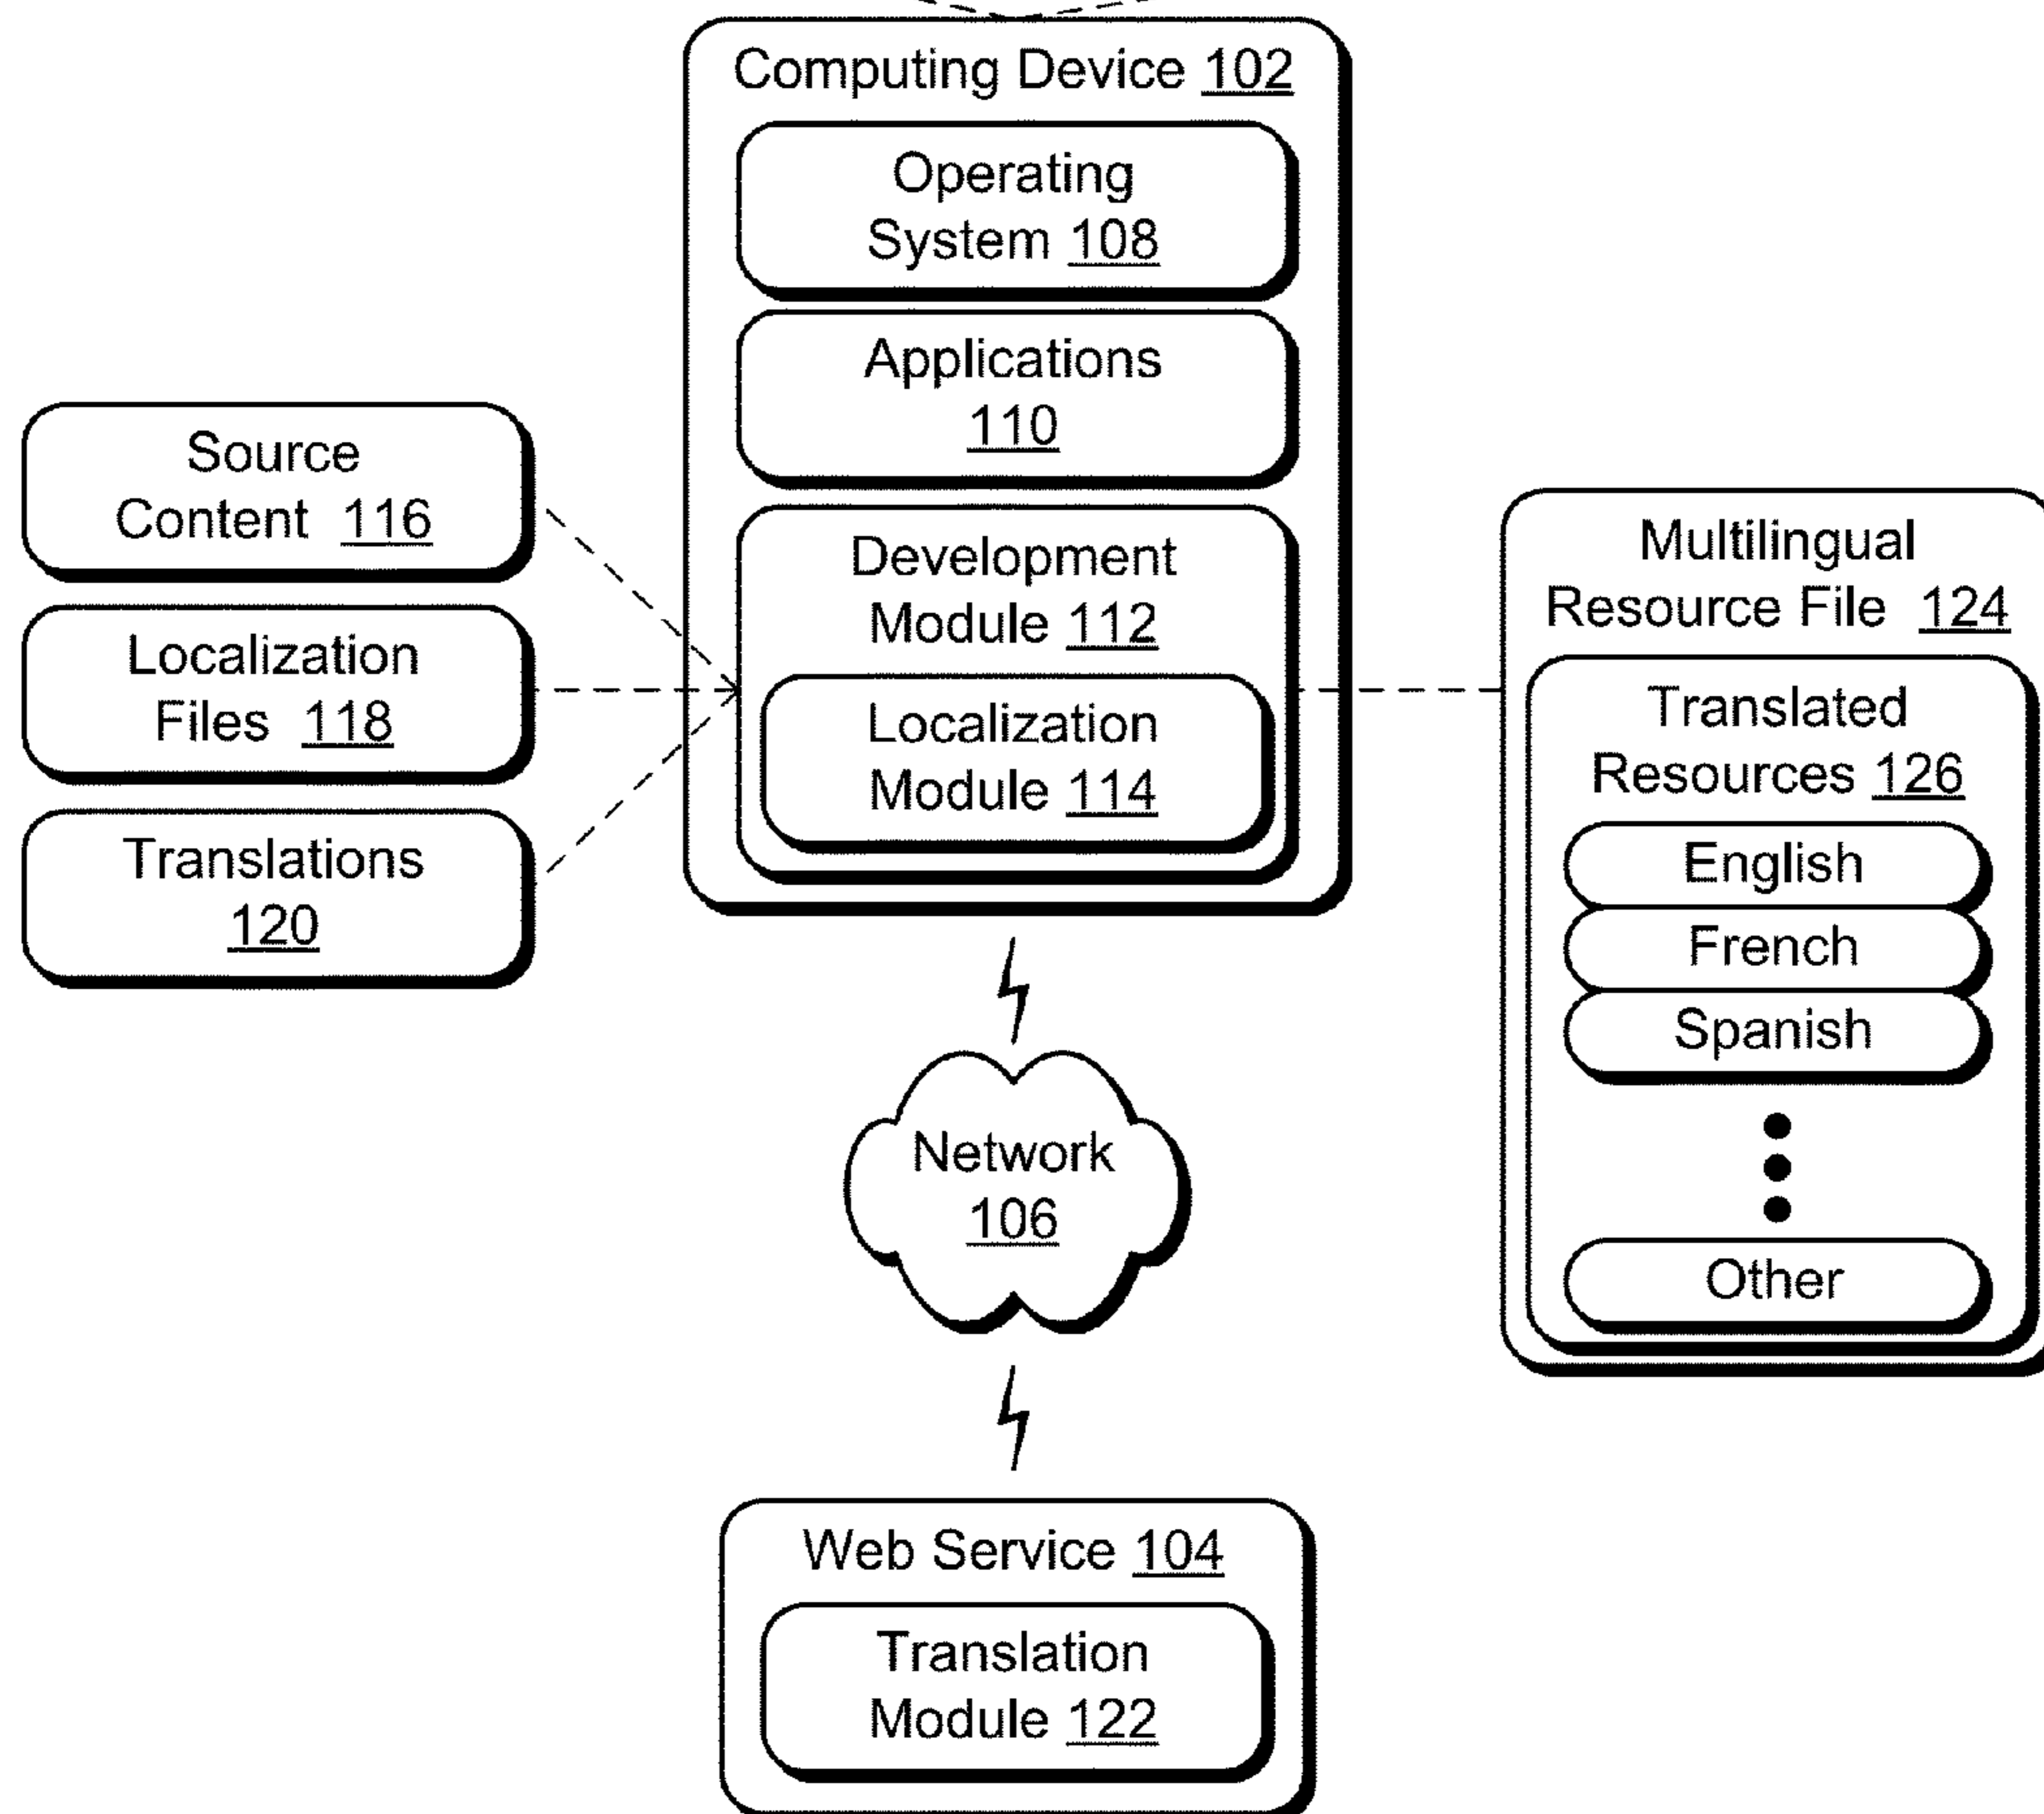 Computing Device 102
Operating
System 108
Applications
110
Development
Module 112
Localization
Module 114
Source
Content 116
Localization
Files 118
Translations
120
Multilingual
Resource File 124
Translated
Resources 126
English
French
Spanish
Other
Network
106
Web Service 104
Translation
Module 122